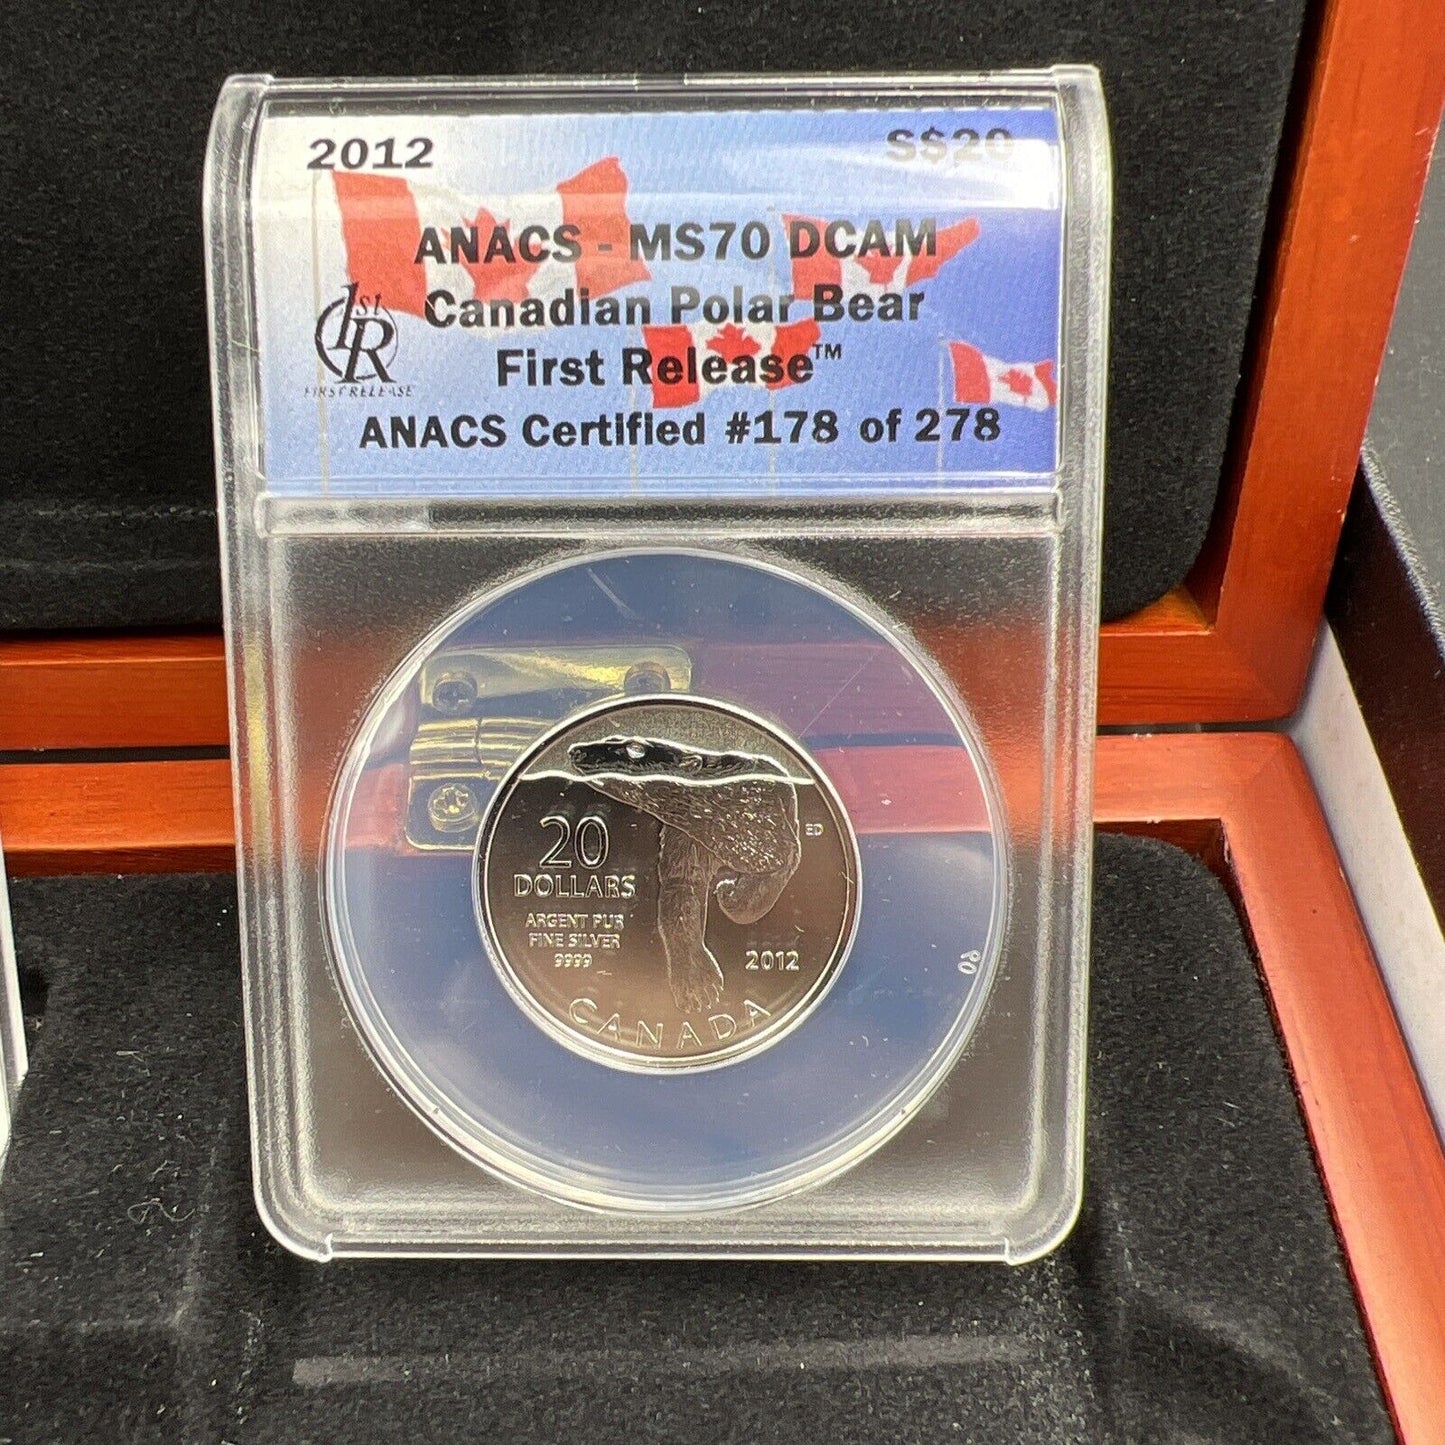 2012
S$20
ANACS - MS70 DCAM
Canadian Polar Bear
First Release™
ANACS Certified #178 of 278
1St
R
FIRST RELEASE
20
DOLLARS
ARGENT PUR
FINE SILVER
9999
ED
2012
CANADA
90